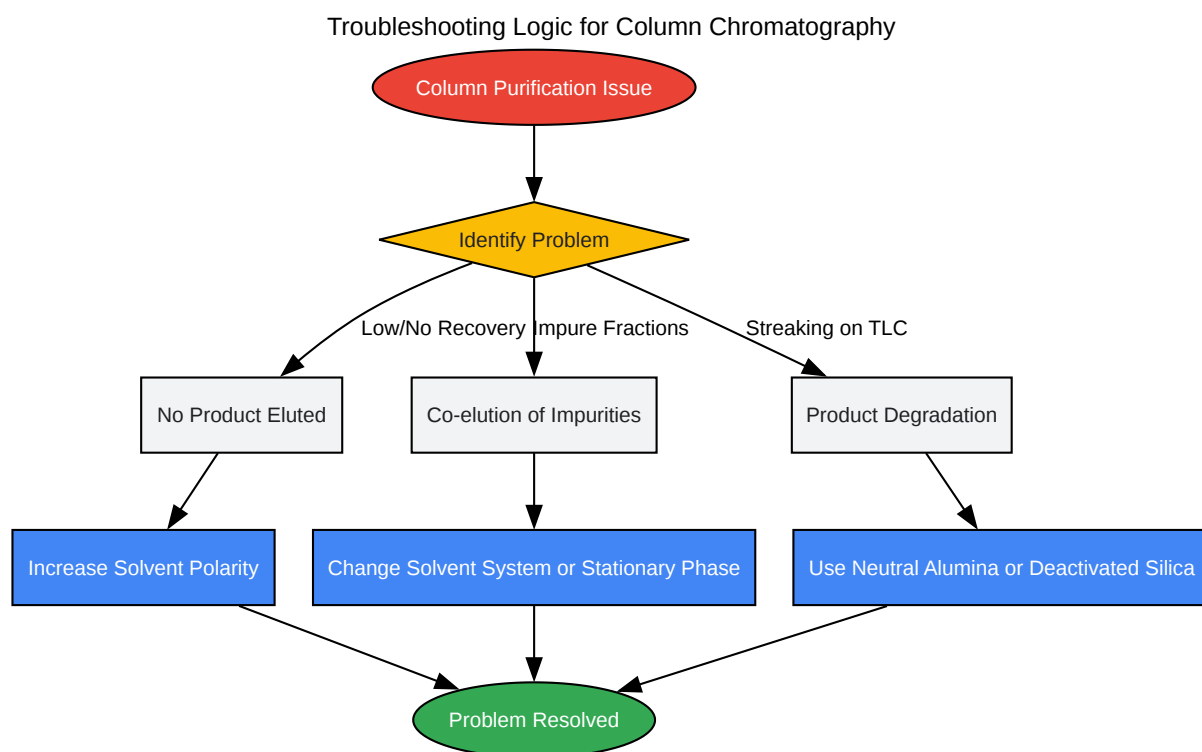 Troubleshooting Logic for Column Chromatography
Column Purification Issue
Identify Problem
Low/No Recovery
Impure Fractions
Streaking on TLC
No Product Eluted
Co-elution of Impurities
Product Degradation
Increase Solvent Polarity
Change Solvent System or Stationary Phase
Use Neutral Alumina or Deactivated Silica
Problem Resolved